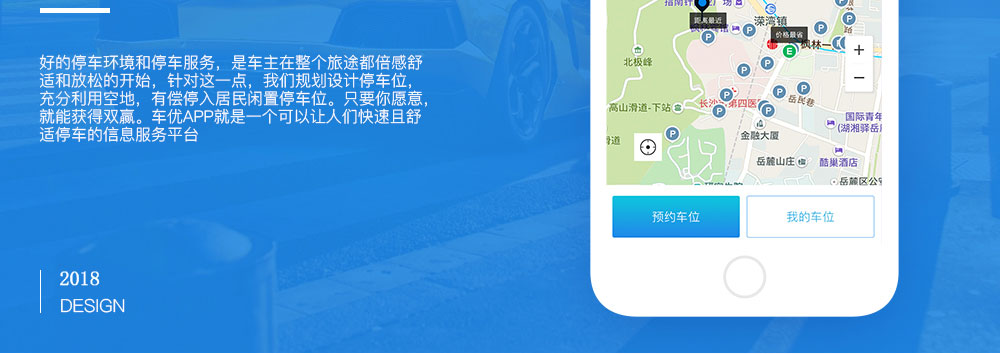 好的停车环境和停车服务，是车主在整个旅途都倍感舒
适和放松的开始，针对这一点，我们规划设计停车位，
充分利用空地，有偿停入居民闲置停车位。只要你愿意，
就能获得双赢。车优APP就是一个可以让人们快速且舒
适停车的信息服务平台
2018
DESIGN
距离最近
溁湾镇
价格最省
枫林一
北极峰
高山滑道-下站
滑道
长沙
第四医
岳民巷
金融大厦
国际青年
(湖湘驿岳
岳麓山庄
酷巢酒店
岳麓区公安
预约车位
我的车位